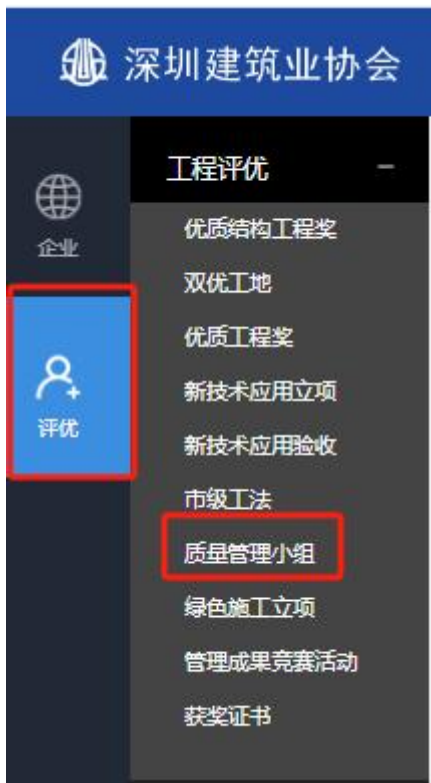 深圳建筑业协会
工程评优
企业
优质结构工程奖
双优工地
优质工程奖
评优
新技术应用立项
新技术应用验收
市级工法
质量管理小组
绿色施工立项
管理成果竞赛活动
获奖证书